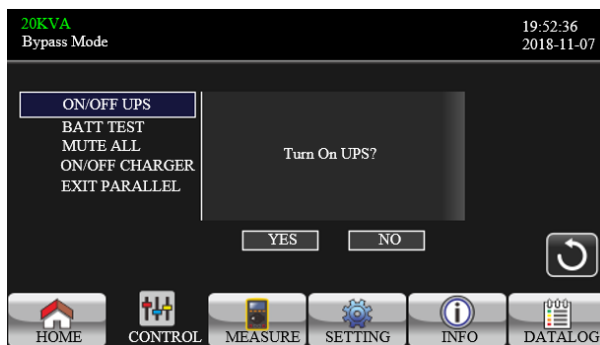 20KVA
Bypass Mode
19:52:36
2018-11-07
ON/OFF UPS
BATT TEST
MUTE ALL
ON/OFF CHARGER
EXIT PARALLEL
Turn On UPS?
YES NO
HOME CONTROL MEASURE SETTING INFO DATALOG